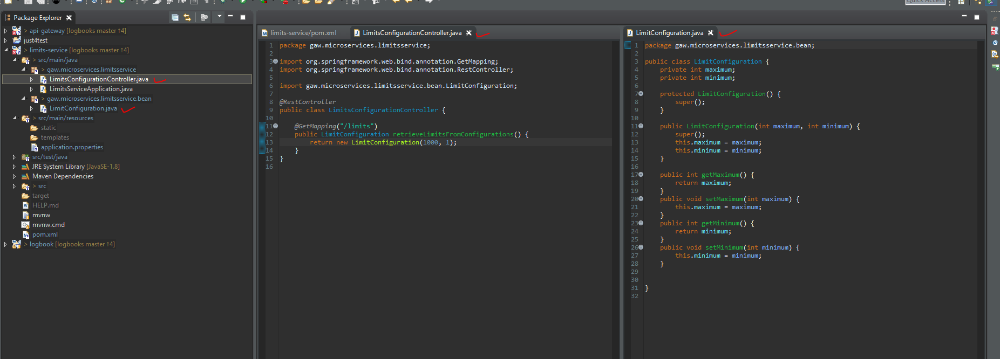 Quick Access
Package Explorer
> api-gateway [logbooks master ↑4]
just4test
> limits-service [logbooks master ↑4]
> src/main/java
> gaw.microservices.limitsservice
LimitsConfigurationController.java
LimitsServiceApplication.java
> gaw.microservices.limitsservice.bean
LimitConfiguration.java
> src/main/resources
static
templates
application.properties
src/test/java
JRE System Library [JavaSE-1.8]
Maven Dependencies
> src
target
HELP.md
mvnw
mvnw.cmd
pom.xml
> logbook [logbooks master ↑4]
limits-service/pom.xml
LimitsConfigurationController.java
1 package gaw.microservices.limitsservice;
2
3 import org.springframework.web.bind.annotation.GetMapping;
4 import org.springframework.web.bind.annotation.RestController;
5
6 import gaw.microservices.limitsservice.bean.LimitConfiguration;
7
8 @RestController
9 public class LimitsConfigurationController {
10
11 @GetMapping("/limits")
12 public LimitConfiguration retrieveLimitsFromConfigurations() {
13 return new LimitConfiguration(1000, 1);
14 }
15 }
16
LimitConfiguration.java
1 package gaw.microservices.limitsservice.bean;
2
3 public class LimitConfiguration {
4 private int maximum;
5 private int minimum;
6
7 protected LimitConfiguration() {
8 super();
9 }
10
11 public LimitConfiguration(int maximum, int minimum) {
12 super();
13 this.maximum = maximum;
14 this.minimum = minimum;
15 }
16
17 public int getMaximum() {
18 return maximum;
19 }
20 public void setMaximum(int maximum) {
21 this.maximum = maximum;
22 }
23 public int getMinimum() {
24 return minimum;
25 }
26 public void setMinimum(int minimum) {
27 this.minimum = minimum;
28 }
29
30
31 }
32